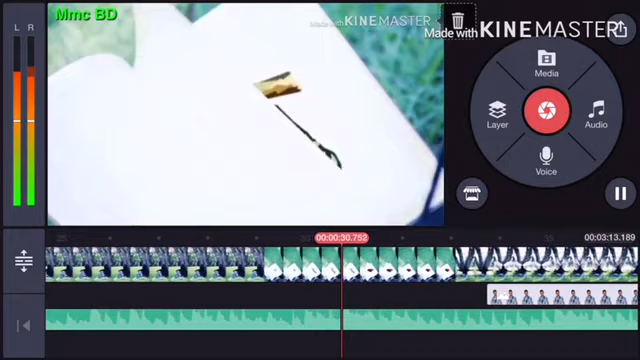 Mmc BD
Made with KINEMASTER
Made with KINEMASTER
L R
Media
Layer
Audio
Voice
00:00:30.752
00:03:13.189